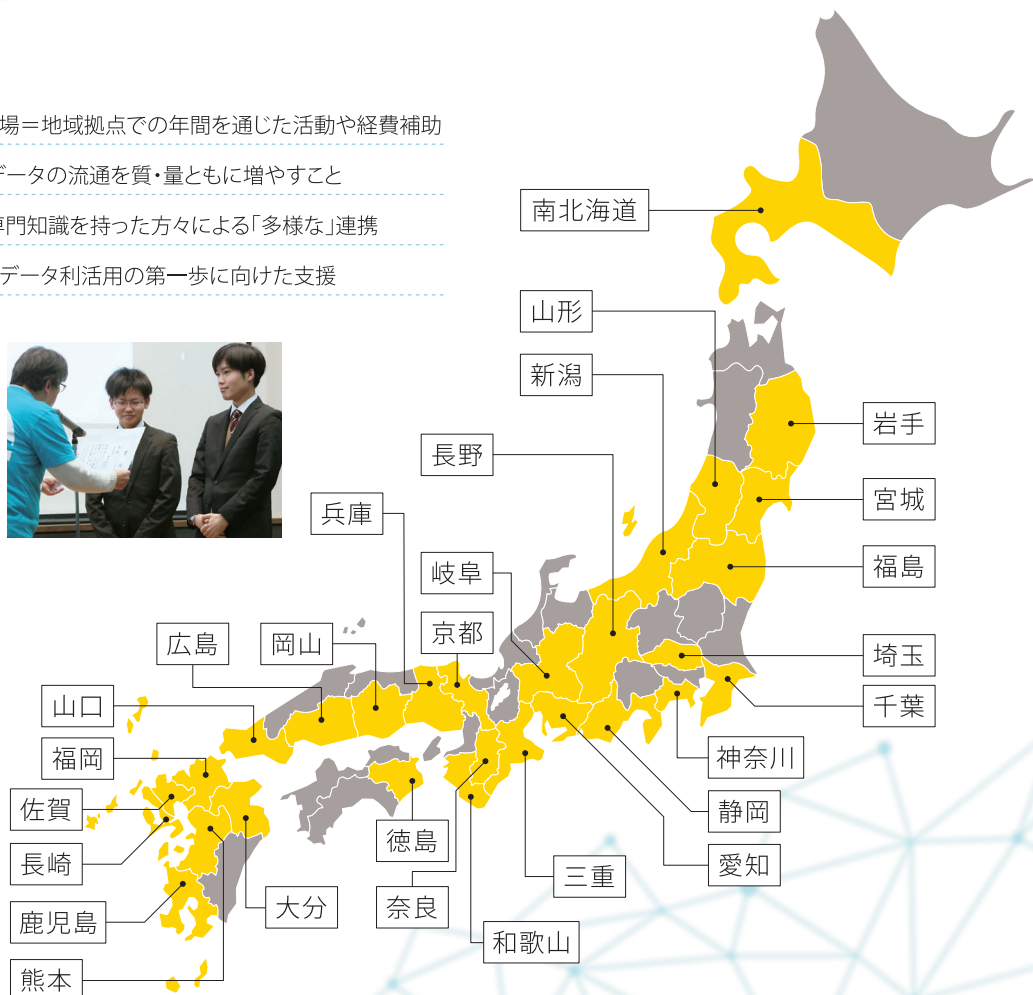 場＝地域拠点での年間を通じた活動や経費補助
データの流通を質・量ともに増やすこと
専門知識を持った方々による「多様な」連携
データ利活用の第一歩に向けた支援
南北海道
山形
新潟
岩手
長野
宮城
兵庫
岐阜
福島
京都
広島
岡山
埼玉
山口
千葉
福岡
神奈川
佐賀
静岡
徳島
長崎
愛知
三重
大分
奈良
鹿児島
和歌山
熊本